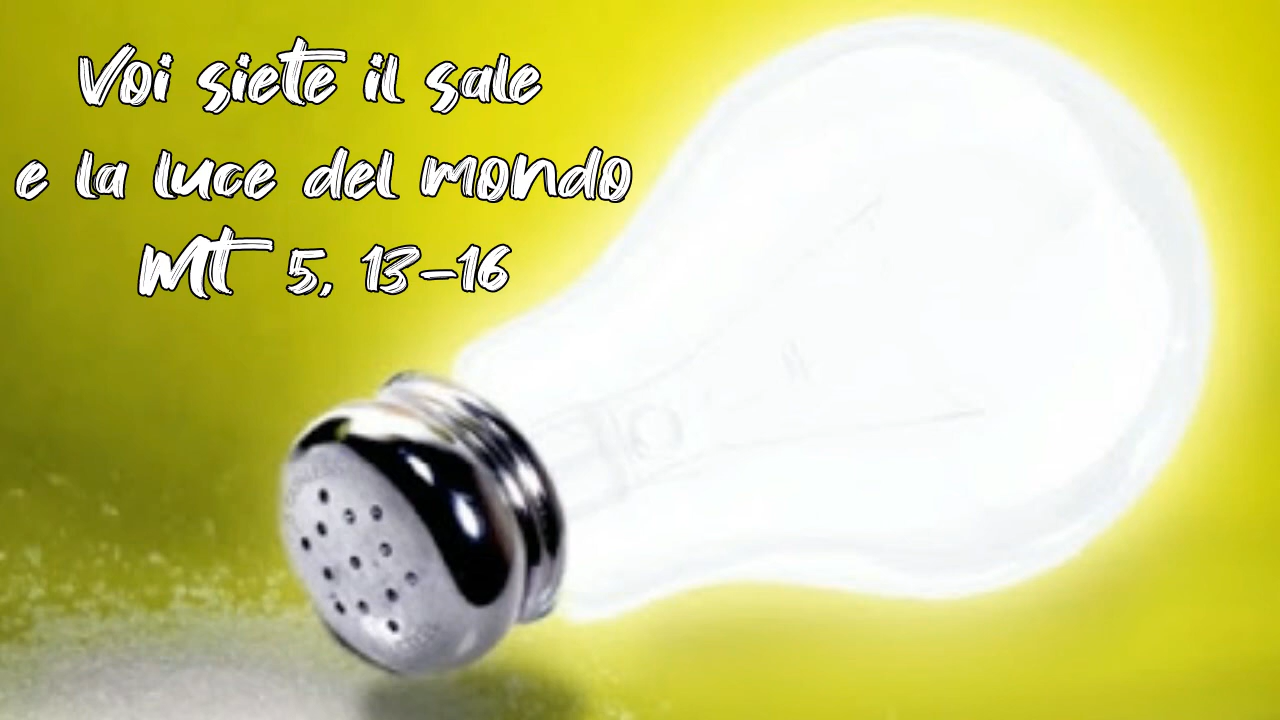 Voi siete il sale
e la luce del mondo
Mt 5, 13-16